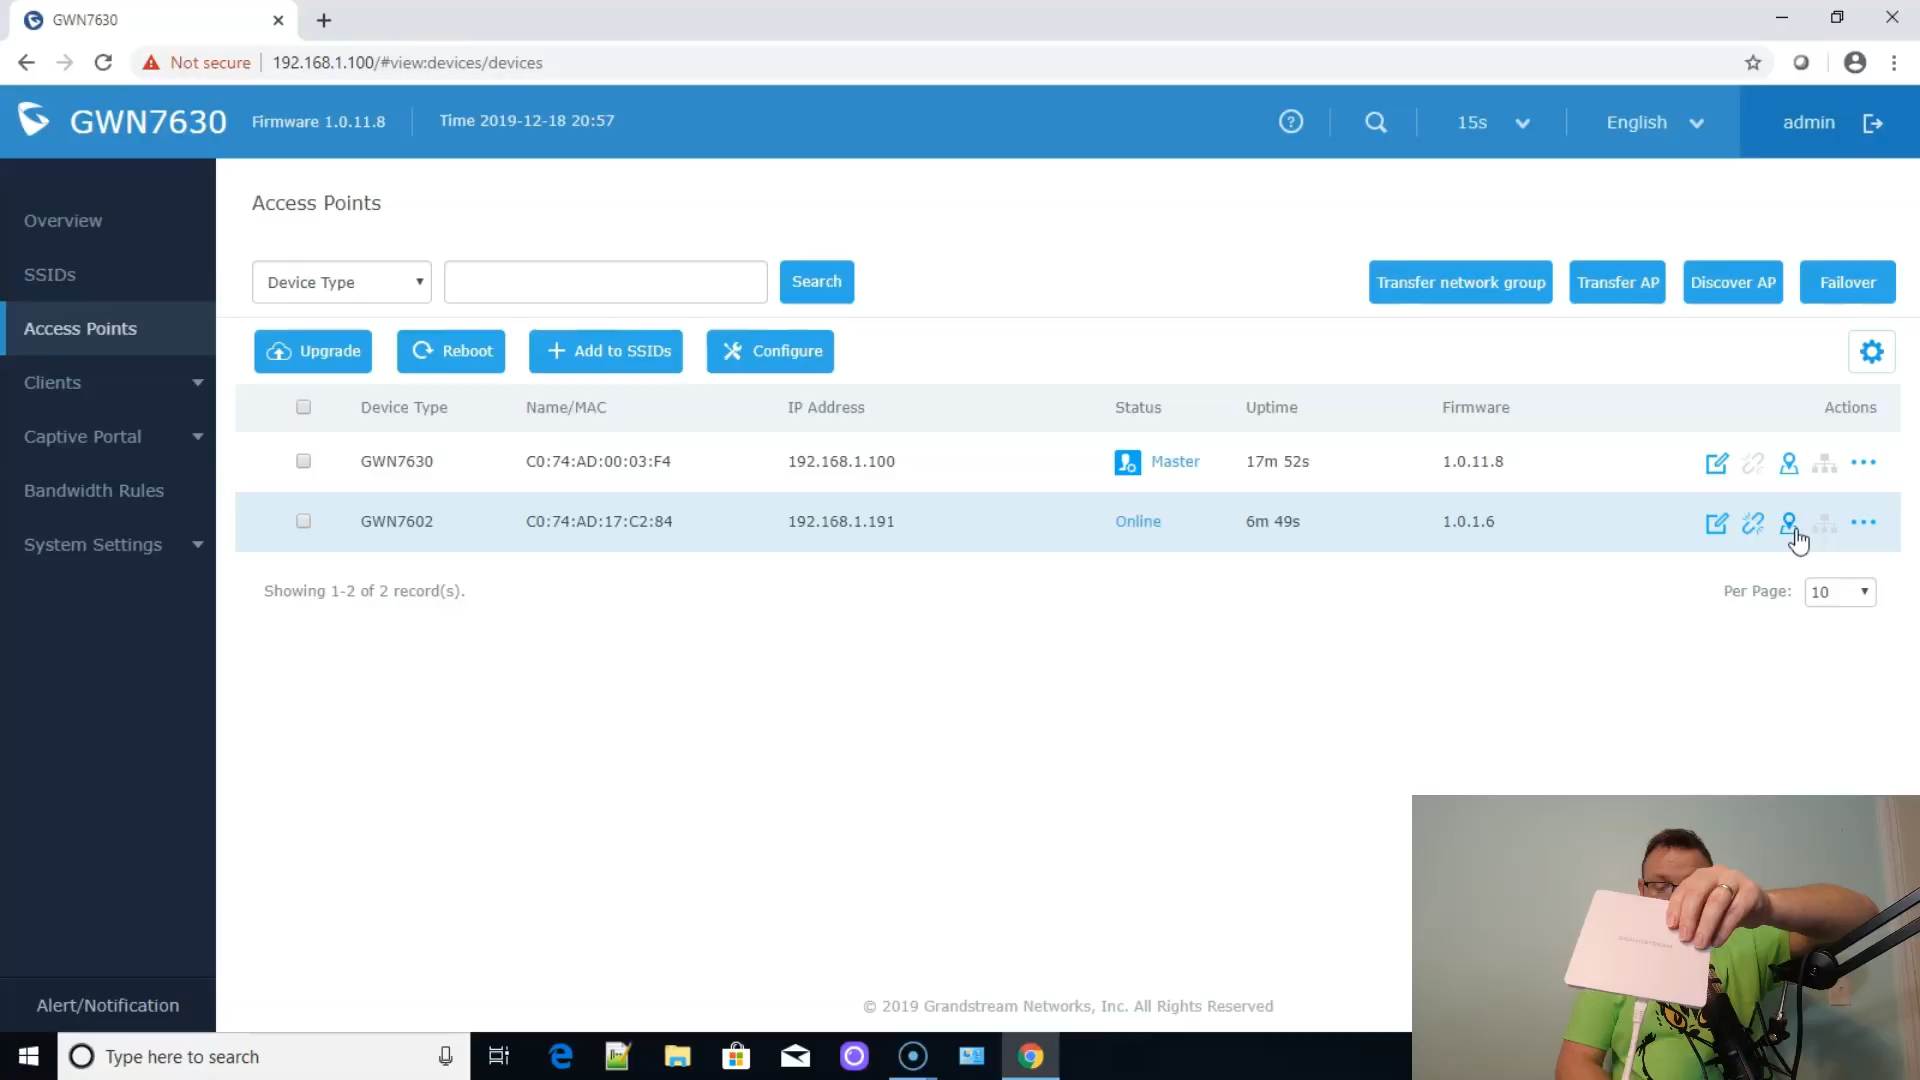 GWN7630
Not secure
192.168.1.100/#view:devices/devices
GWN7630
Firmware 1.0.11.8
Time 2019-12-18 20:57
15s
English
admin
Overview
SSIDs
Access Points
Clients
Captive Portal
Bandwidth Rules
System Settings
Alert/Notification
Access Points
Device Type
Search
Transfer network group
Transfer AP
Discover AP
Failover
Upgrade
Reboot
Add to SSIDs
Configure
Device Type Name/MAC IP Address Status Uptime Firmware Actions
GWN7630 C0:74:AD:00:03:F4 192.168.1.100 Master 17m 52s 1.0.11.8
GWN7602 C0:74:AD:17:C2:84 192.168.1.191 Online 6m 49s 1.0.1.6
Showing 1-2 of 2 record(s).
Per Page: 10
© 2019 Grandstream Networks, Inc. All Rights Reserved
Type here to search